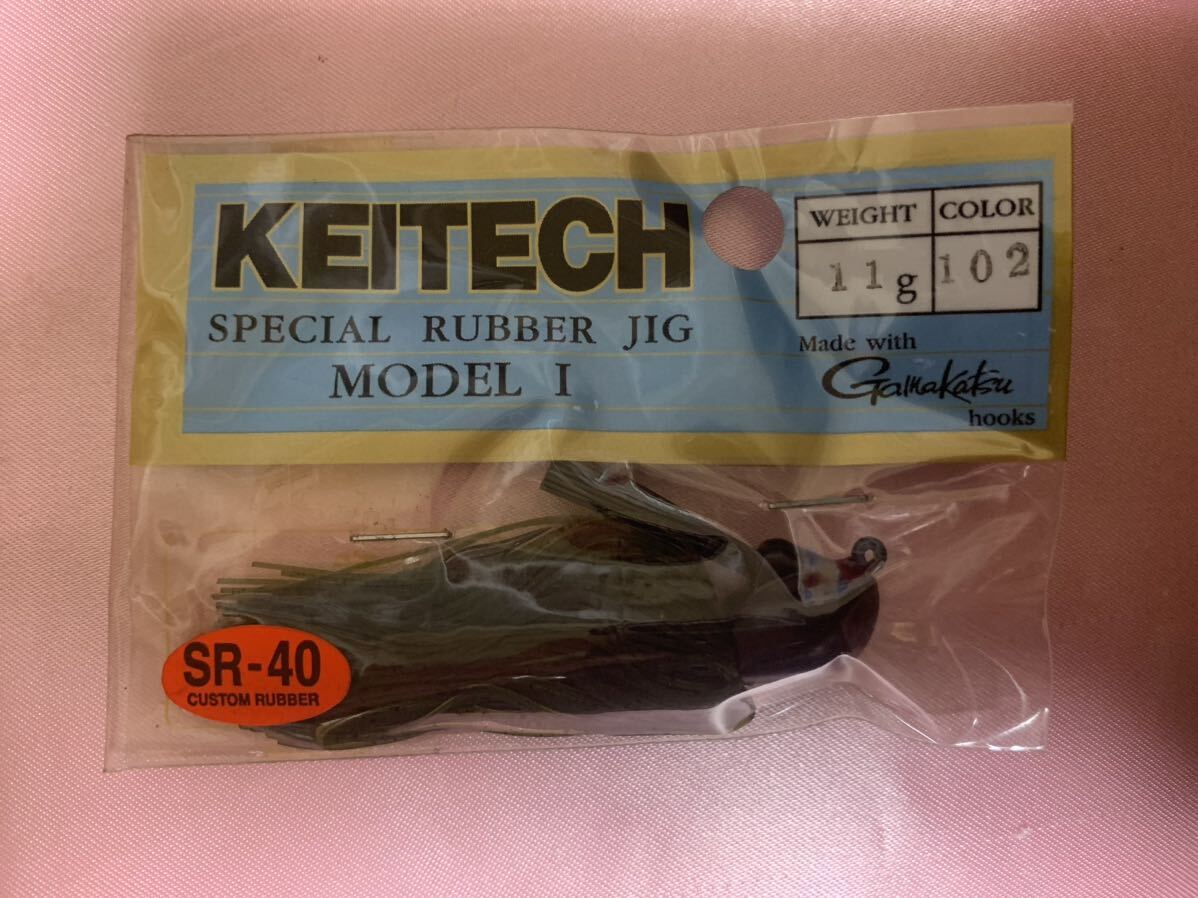 KEITECH
SPECIAL RUBBER JIG
MODEL I
WEIGHT COLOR
11g 102
Made with
Gamakatsu
hooks
SR-40
CUSTOM RUBBER